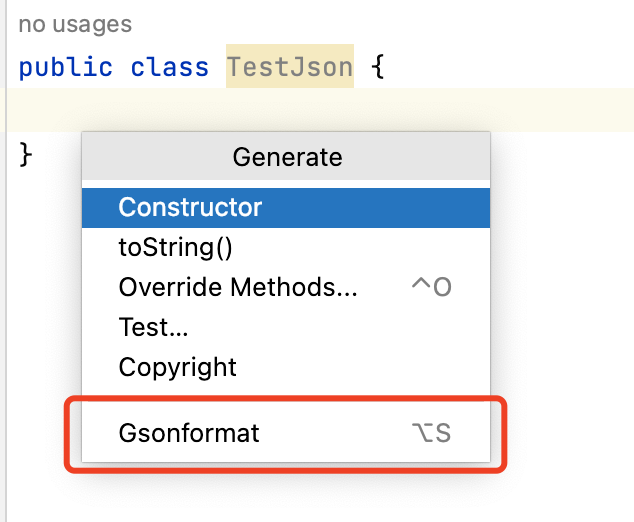 no usages
public class TestJson {
}
Generate
Constructor
toString()
Override Methods... ^O
Test...
Copyright
Gsonformat ⌥S